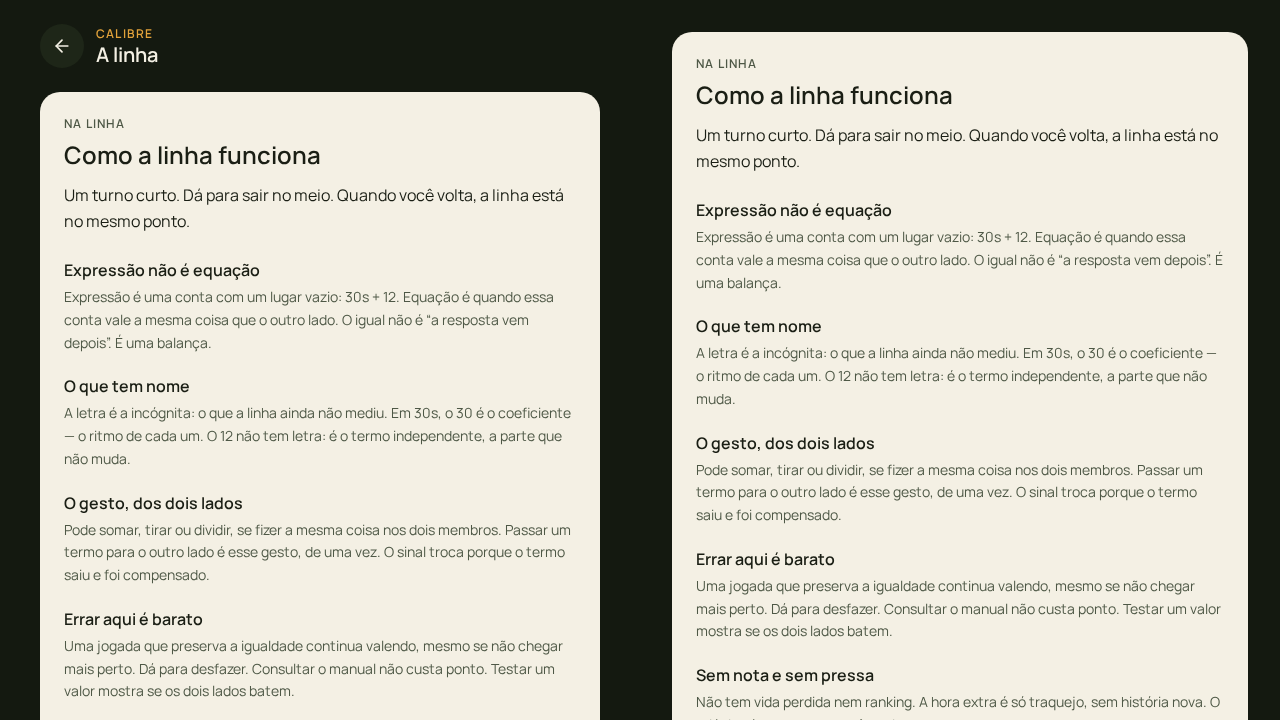 CALIBRE
A linha
NA LINHA
Como a linha funciona
Um turno curto. Dá para sair no meio. Quando você volta, a linha está
no mesmo ponto.
Expressão não é equação
Expressão é uma conta com um lugar vazio: 30s + 12. Equação é quando essa
conta vale a mesma coisa que o outro lado. O igual não é “a resposta vem
depois”. É uma balança.
O que tem nome
A letra é a incógnita: o que a linha ainda não mediu. Em 30s, o 30 é o coeficiente
— o ritmo de cada um. O 12 não tem letra: é o termo independente, a parte que
não muda.
O gesto, dos dois lados
Pode somar, tirar ou dividir, se fizer a mesma coisa nos dois membros. Passar um
termo para o outro lado é esse gesto, de uma vez. O sinal troca porque o termo
saiu e foi compensado.
Errar aqui é barato
Uma jogada que preserva a igualdade continua valendo, mesmo se não chegar
mais perto. Dá para desfazer. Consultar o manual não custa ponto. Testar um
valor mostra se os dois lados batem.
NA LINHA
Como a linha funciona
Um turno curto. Dá para sair no meio. Quando você volta, a linha está no
mesmo ponto.
Expressão não é equação
Expressão é uma conta com um lugar vazio: 30s + 12. Equação é quando essa
conta vale a mesma coisa que o outro lado. O igual não é “a resposta vem depois”. É
uma balança.
O que tem nome
A letra é a incógnita: o que a linha ainda não mediu. Em 30s, o 30 é o coeficiente —
o ritmo de cada um. O 12 não tem letra: é o termo independente, a parte que não
muda.
O gesto, dos dois lados
Pode somar, tirar ou dividir, se fizer a mesma coisa nos dois membros. Passar um
termo para o outro lado é esse gesto, de uma vez. O sinal troca porque o termo
saiu e foi compensado.
Errar aqui é barato
Uma jogada que preserva a igualdade continua valendo, mesmo se não chegar
mais perto. Dá para desfazer. Consultar o manual não custa ponto. Testar um valor
mostra se os dois lados batem.
Sem nota e sem pressa
Não tem vida perdida nem ranking. A hora extra é só traquejo, sem história nova. O